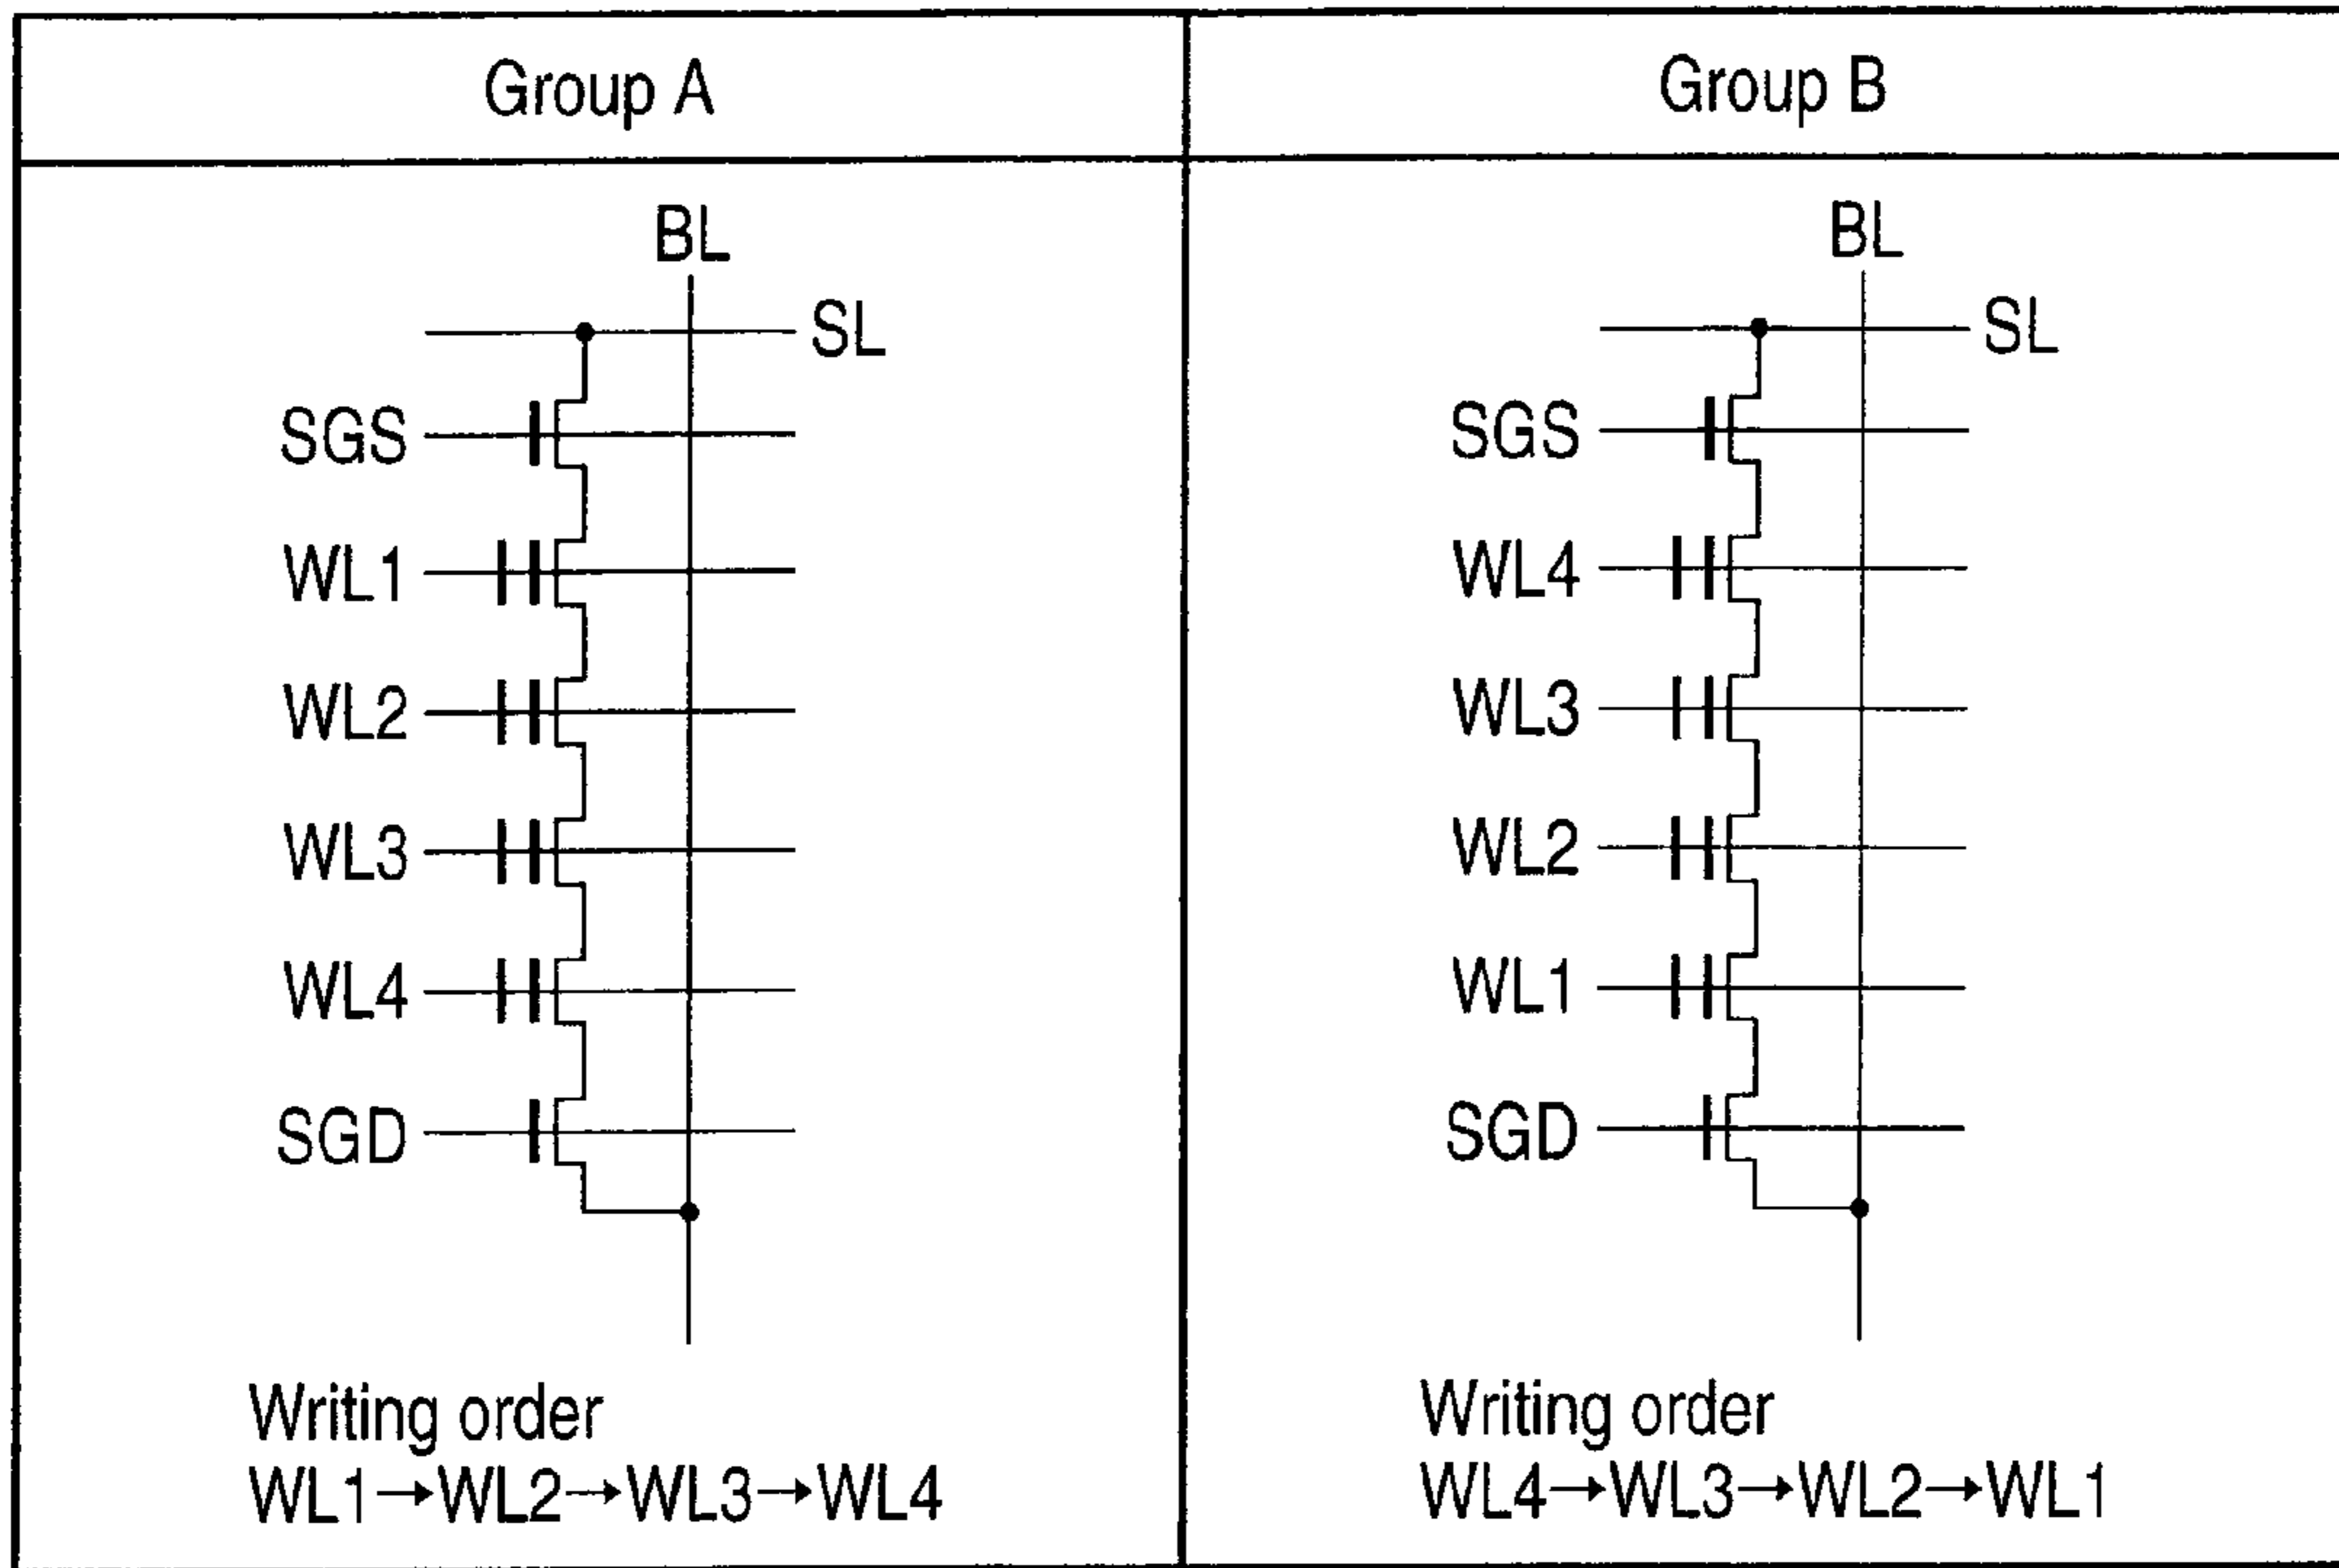 Group A
BL
SL
SGS
WL1
WL2
WL3
WL4
SGD
Writing order
WL1→WL2→WL3→WL4
Group B
BL
SL
SGS
WL4
WL3
WL2
WL1
SGD
Writing order
WL4→WL3→WL2→WL1